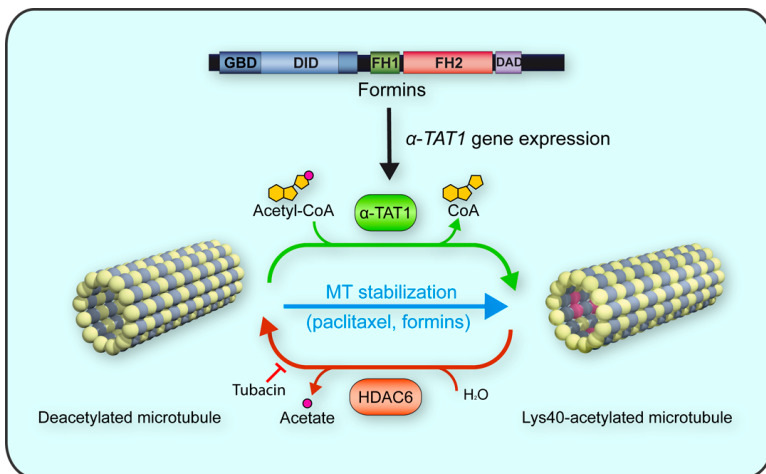 GBD DID FH1 FH2 DAD
Formins
α-TAT1 gene expression
Acetyl-CoA α-TAT1 CoA
MT stabilization
(paclitaxel, formins)
Tubacin
Acetate HDAC6 H₂O
Deacetylated microtubule Lys40-acetylated microtubule